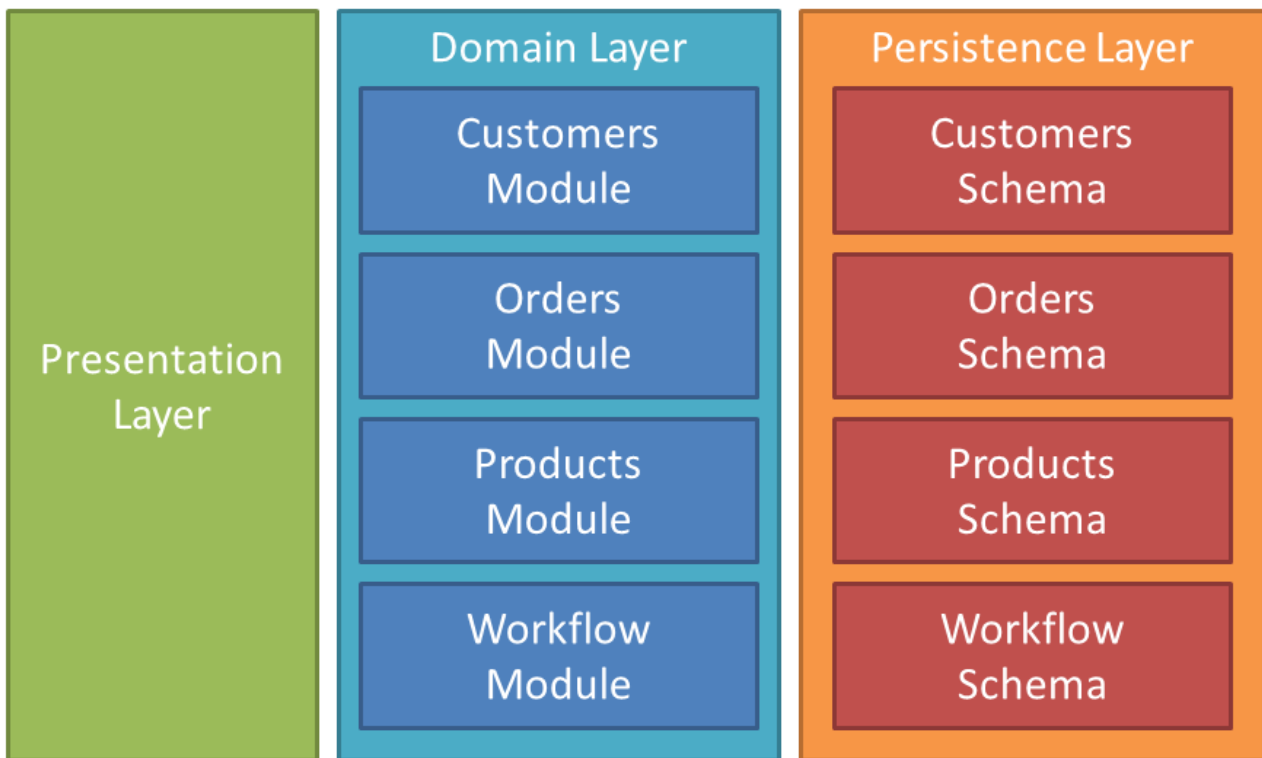 Presentation
Layer
Domain Layer
Customers
Module
Orders
Module
Products
Module
Workflow
Module
Persistence Layer
Customers
Schema
Orders
Schema
Products
Schema
Workflow
Schema